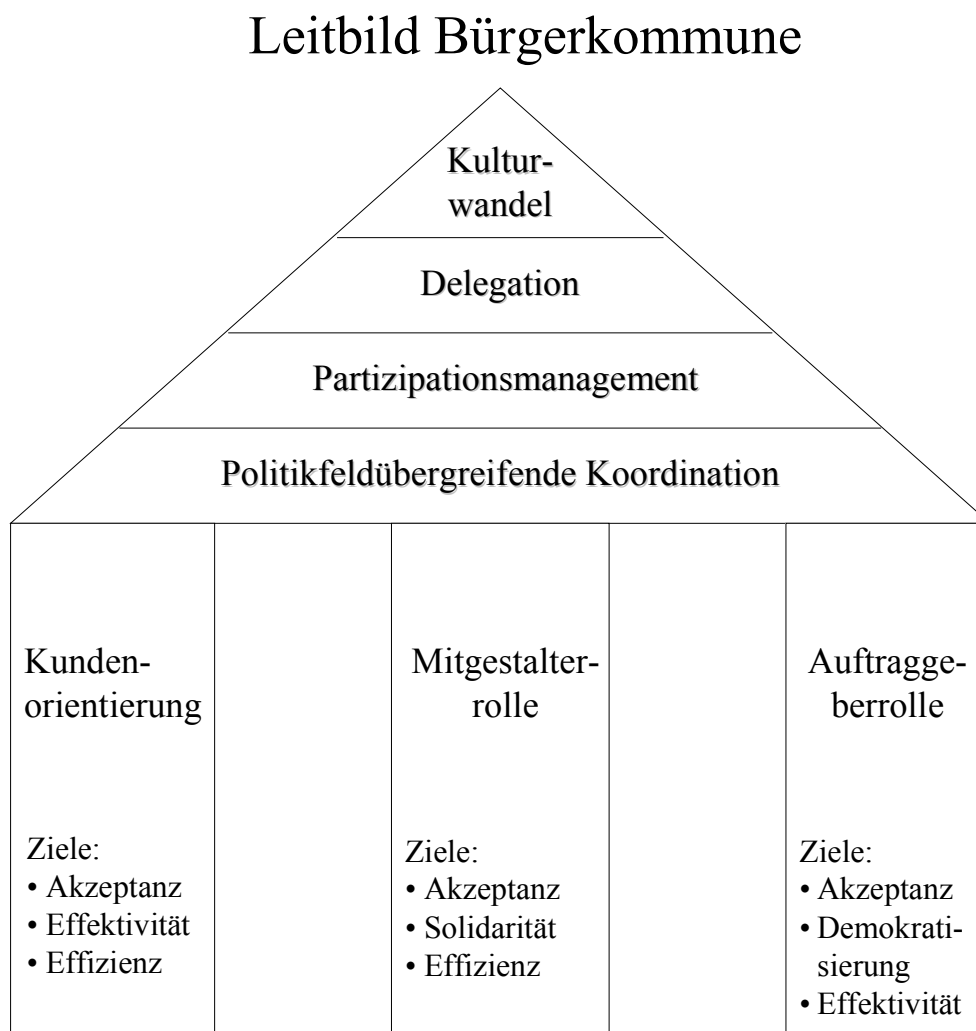 Leitbild Bürgerkommune
Kultur-
wandel
Delegation
Partizipationsmanagement
Politikfeldübergreifende Koordination
Kunden-
orientierung
Ziele:
• Akzeptanz
• Effektivität
• Effizienz
Mitgestalter-
rolle
Ziele:
• Akzeptanz
• Solidarität
• Effizienz
Auftragge-
berrolle
Ziele:
• Akzeptanz
• Demokrati-
sierung
• Effektivität